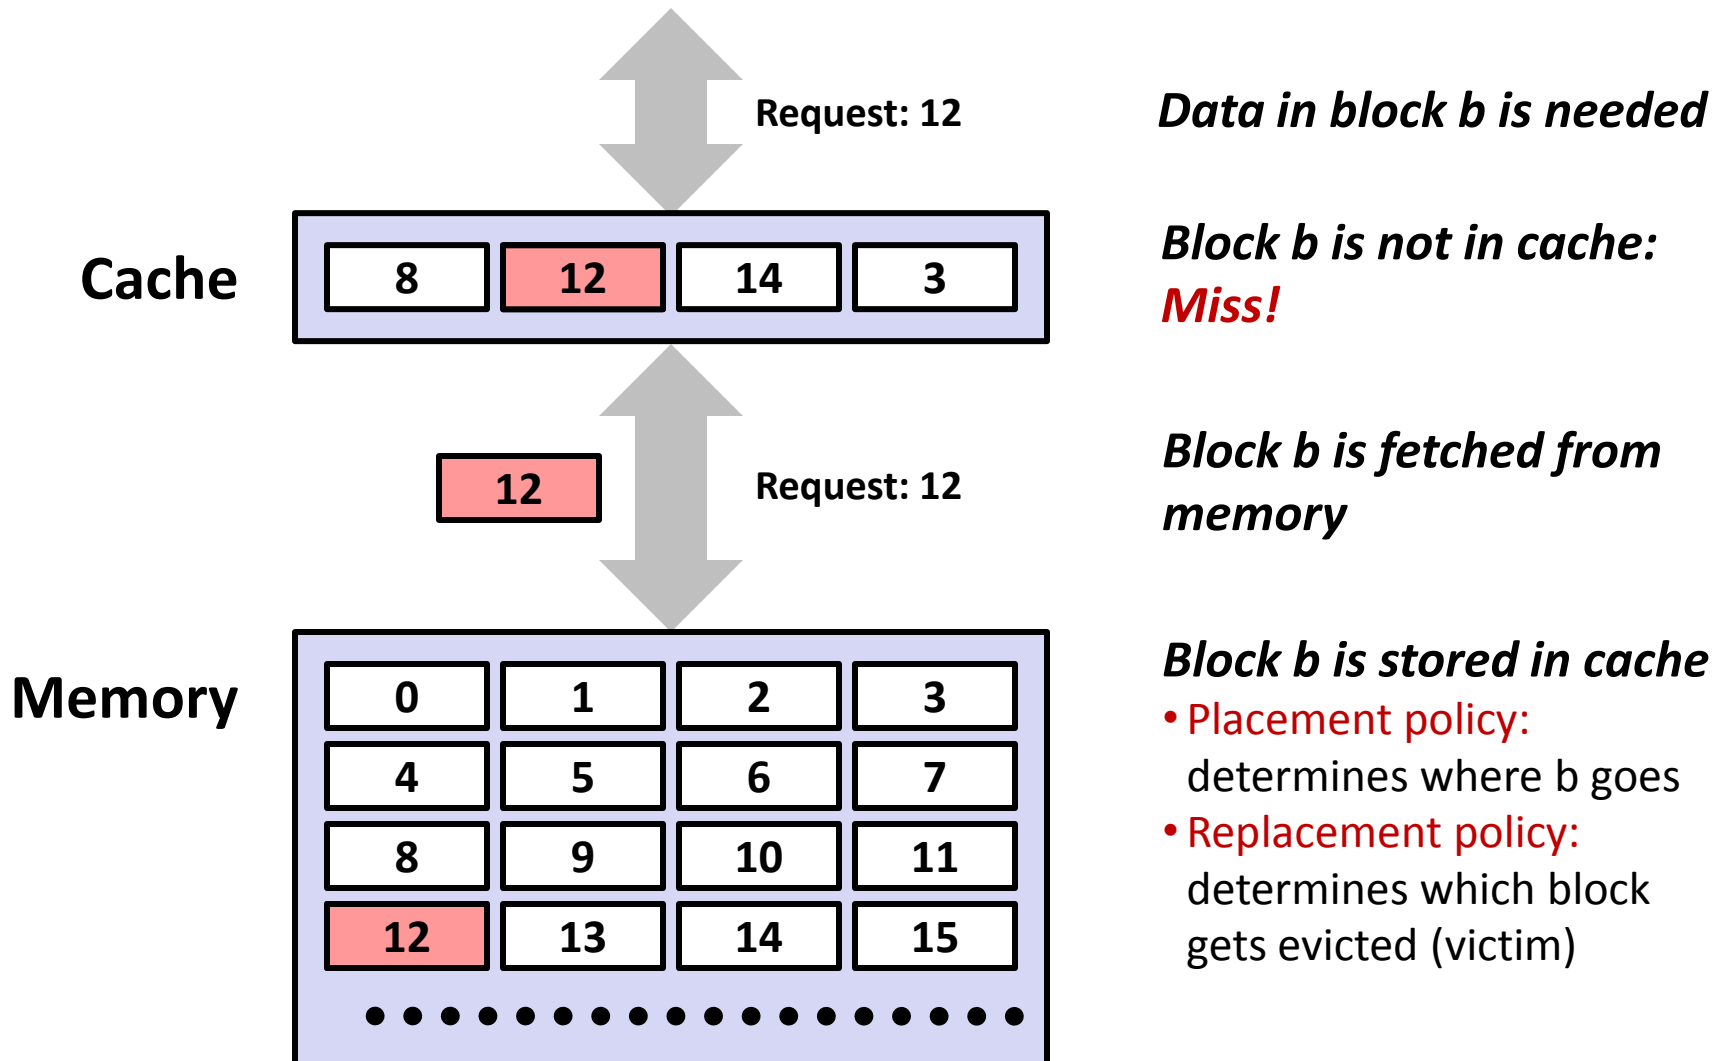 Request: 12
Data in block b is needed
Cache
8 12 14 3
Block b is not in cache:
Miss!
12
Request: 12
Block b is fetched from
memory
Memory
0 1 2 3
4 5 6 7
8 9 10 11
12 13 14 15
Block b is stored in cache
• Placement policy:
determines where b goes
• Replacement policy:
determines which block
gets evicted (victim)